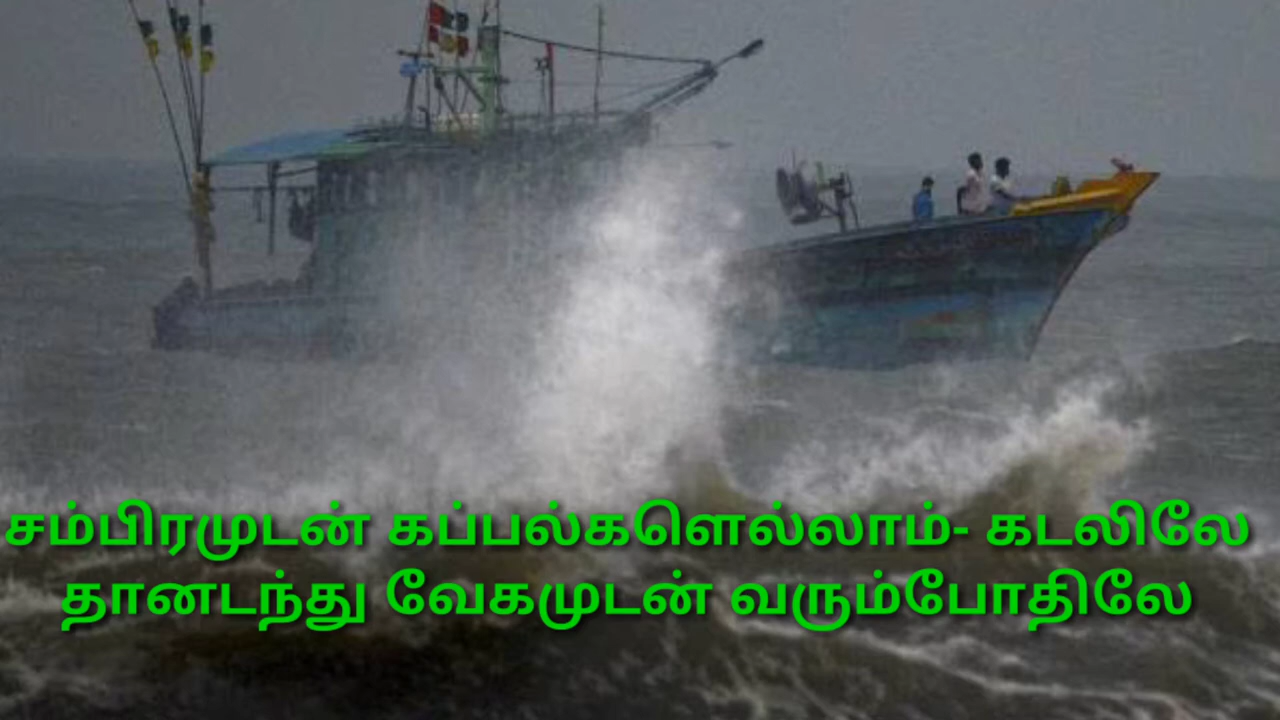 சம்பிரமுடன் கப்பல்களெல்லாம்- கடலிலே
தானடந்து வேகமுடன் வரும்போதிலே